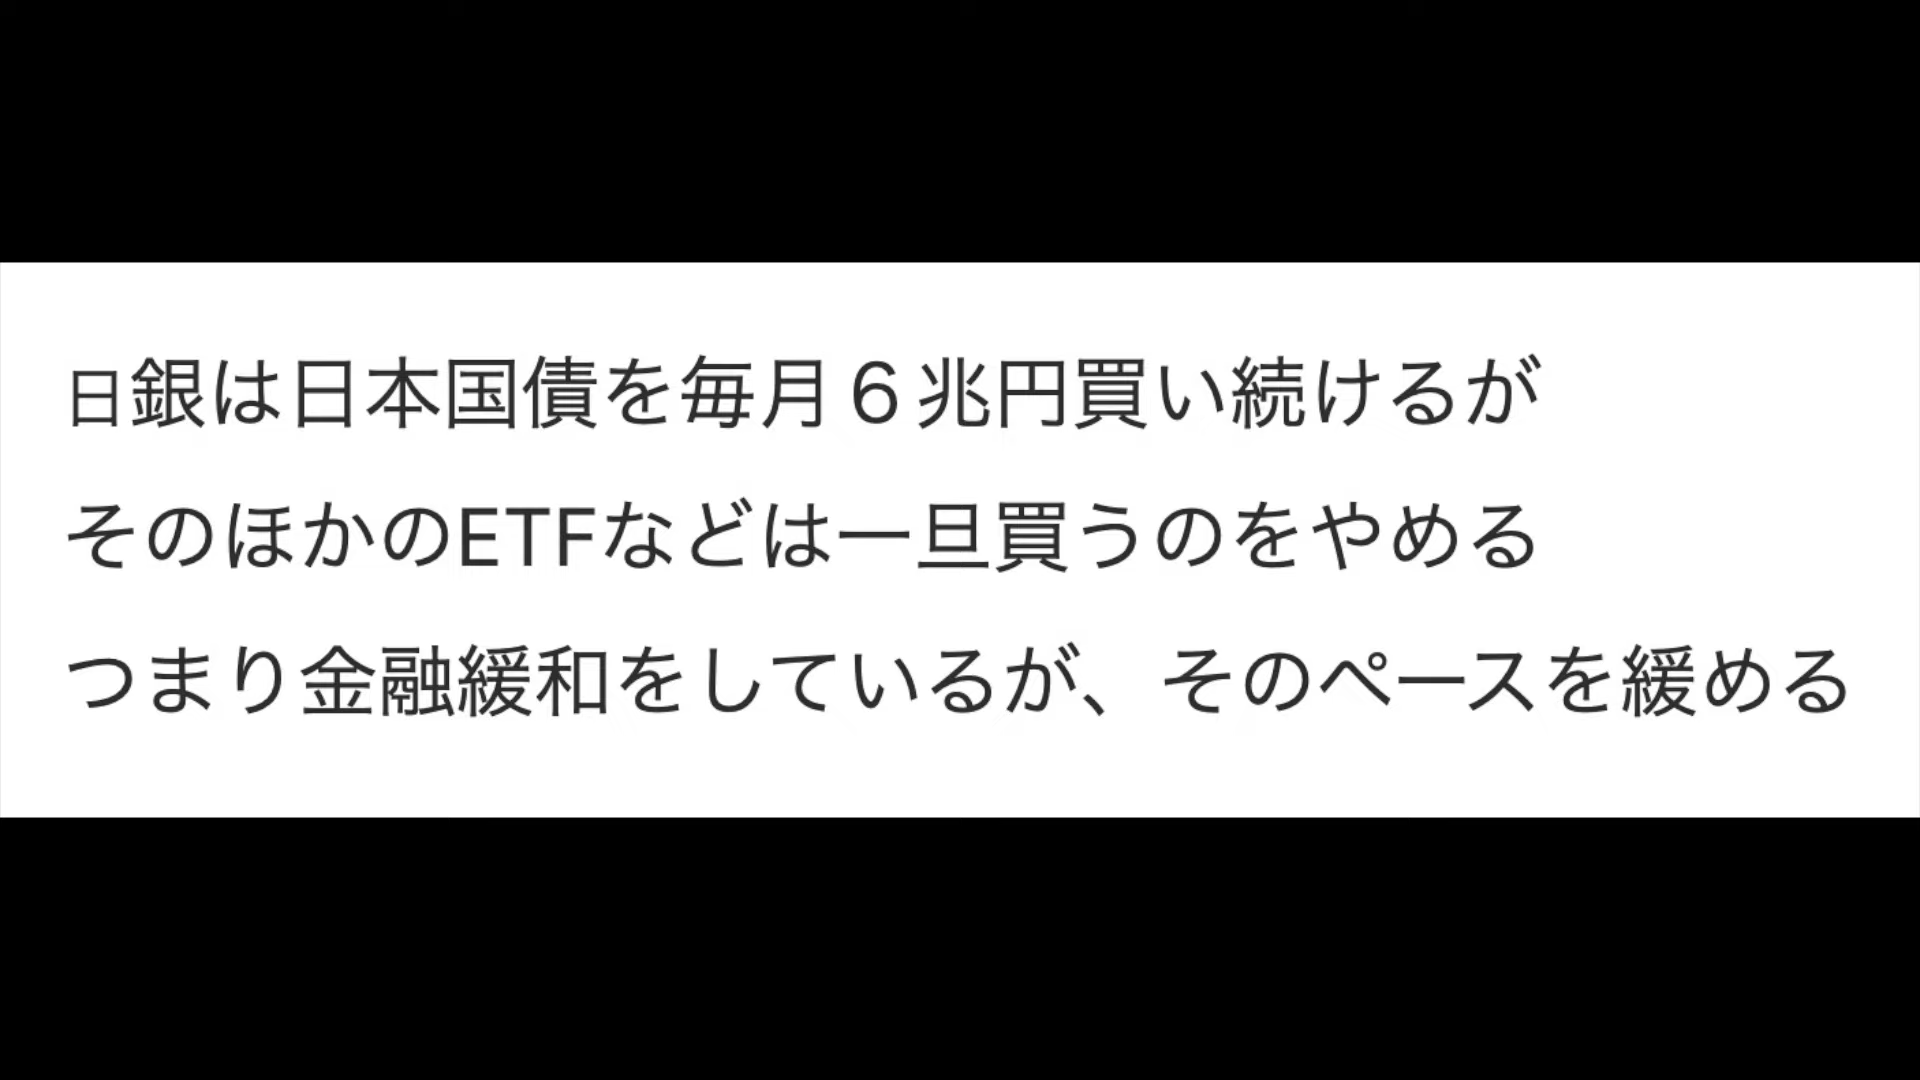 日銀は日本国債を毎月６兆円買い続けるが
そのほかのETFなどは一旦買うのをやめる
つまり金融緩和をしているが、そのペースを緩める